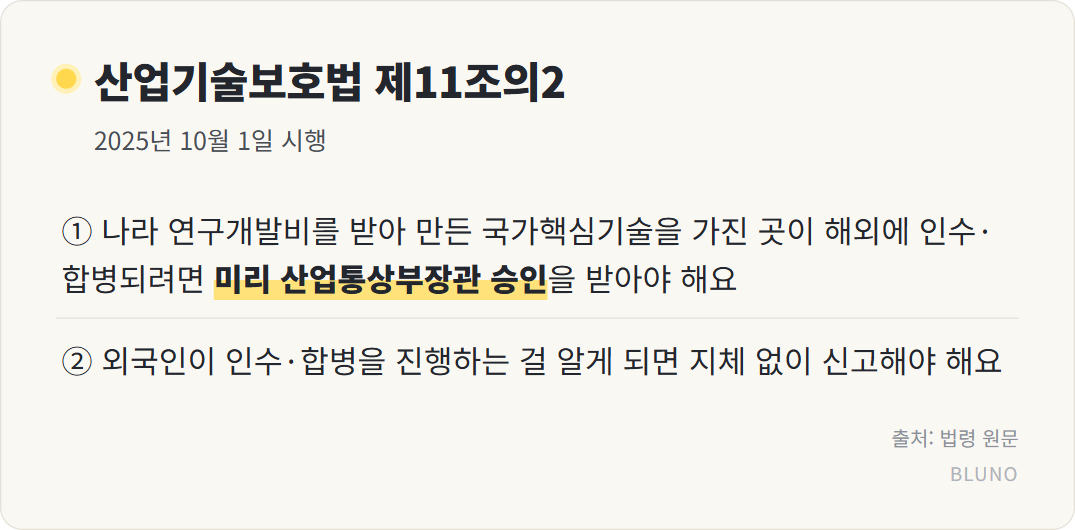 산업기술보호법 제11조의2
2025년 10월 1일 시행
① 나라 연구개발비를 받아 만든 국가핵심기술을 가진 곳이 해외에 인수·
합병되려면 미리 산업통상부장관 승인을 받아야 해요
② 외국인이 인수·합병을 진행하는 걸 알게 되면 지체 없이 신고해야 해요
출처: 법령 원문
BLUNO